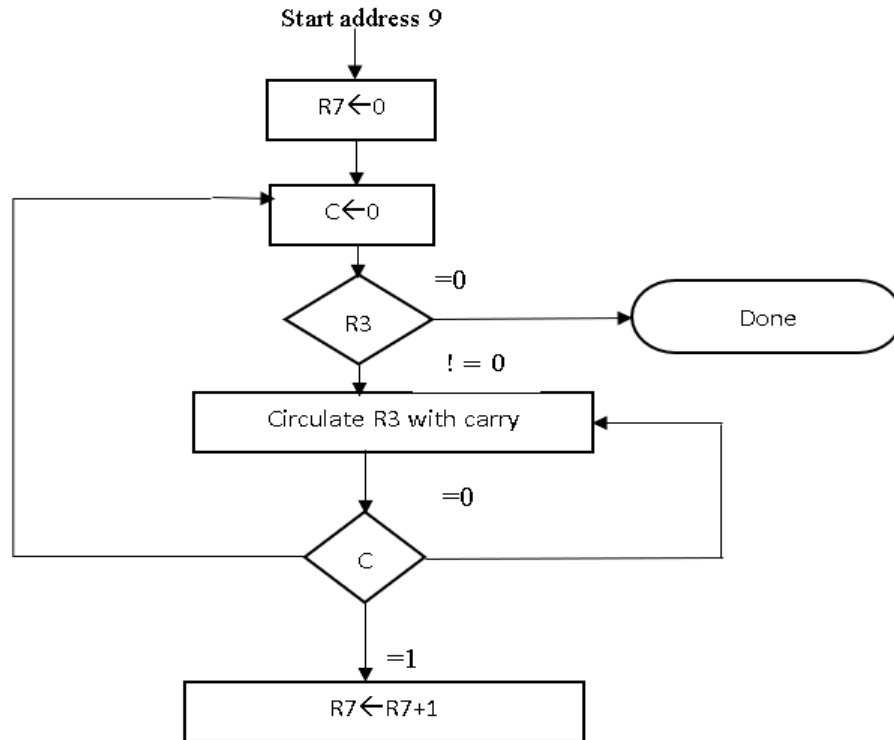 Start address 9
R7←0
C←0
=0
R3
Done
! = 0
Circulate R3 with carry
=0
C
=1
R7←R7+1